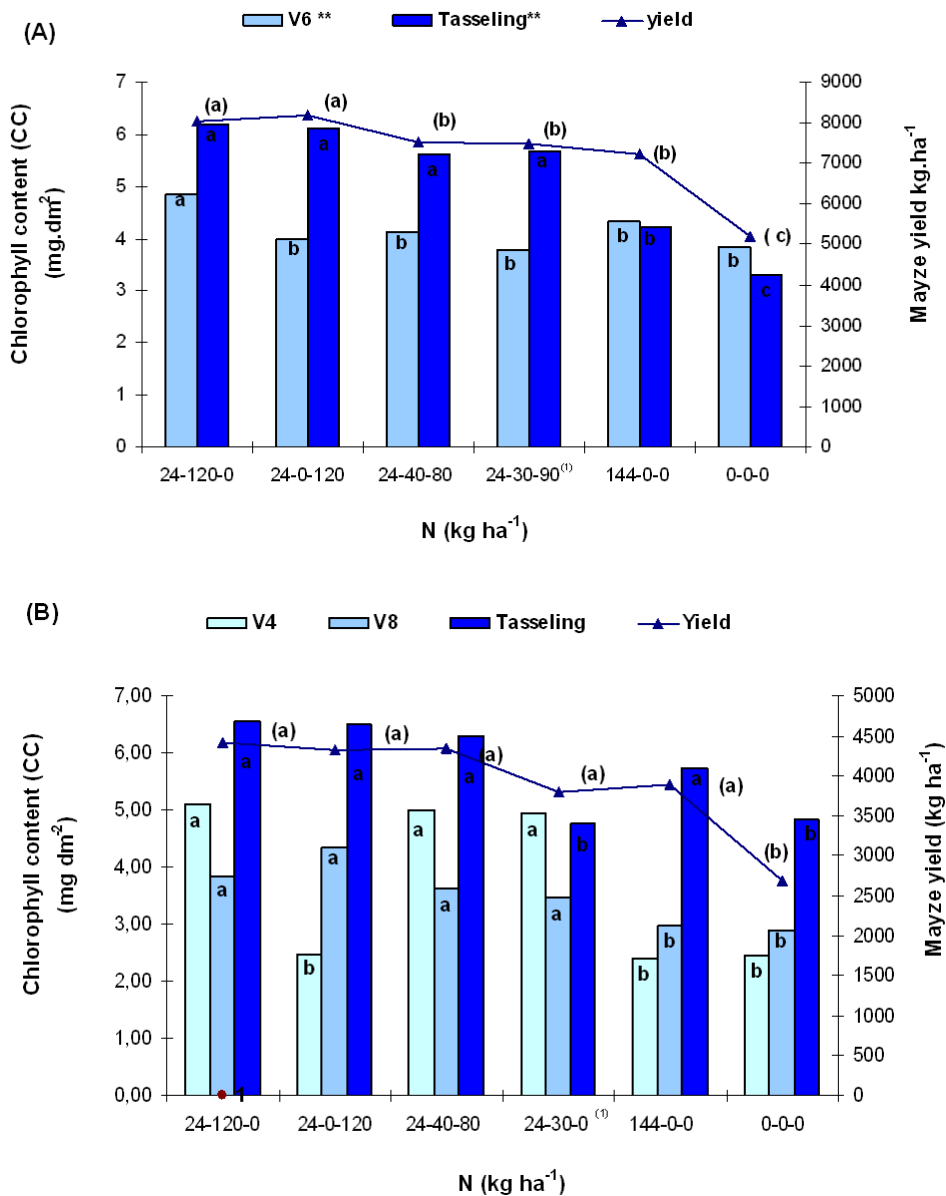 (A)
V6 ** Tasseling** yield
Chlorophyll content (CC)
(mg.dm²)
7
6
5
4
3
2
1
0
9000
8000
7000
6000
5000
4000
3000
2000
1000
0
Mayze yield kg.ha⁻¹
(a) (a) (b) (b) (b) ( c)
a a b a b a b a b b b c
24-120-0 24-0-120 24-40-80 24-30-90⁽¹⁾ 144-0-0 0-0-0
N (kg ha⁻¹)
(B)
V4 V8 Tasseling Yield
Chlorophyll content (CC)
(mg dm²)
7,00
6,00
5,00
4,00
3,00
2,00
1,00
0,00
5000
4500
4000
3500
3000
2500
2000
1500
1000
500
0
Mayze yield (kg ha⁻¹)
(a) (a) (a) (a) (a) (b)
a a a b a a a a a a a b b b a b b b
1
24-120-0 24-0-120 24-40-80 24-30-0 ⁽¹⁾ 144-0-0 0-0-0
N (kg ha⁻¹)